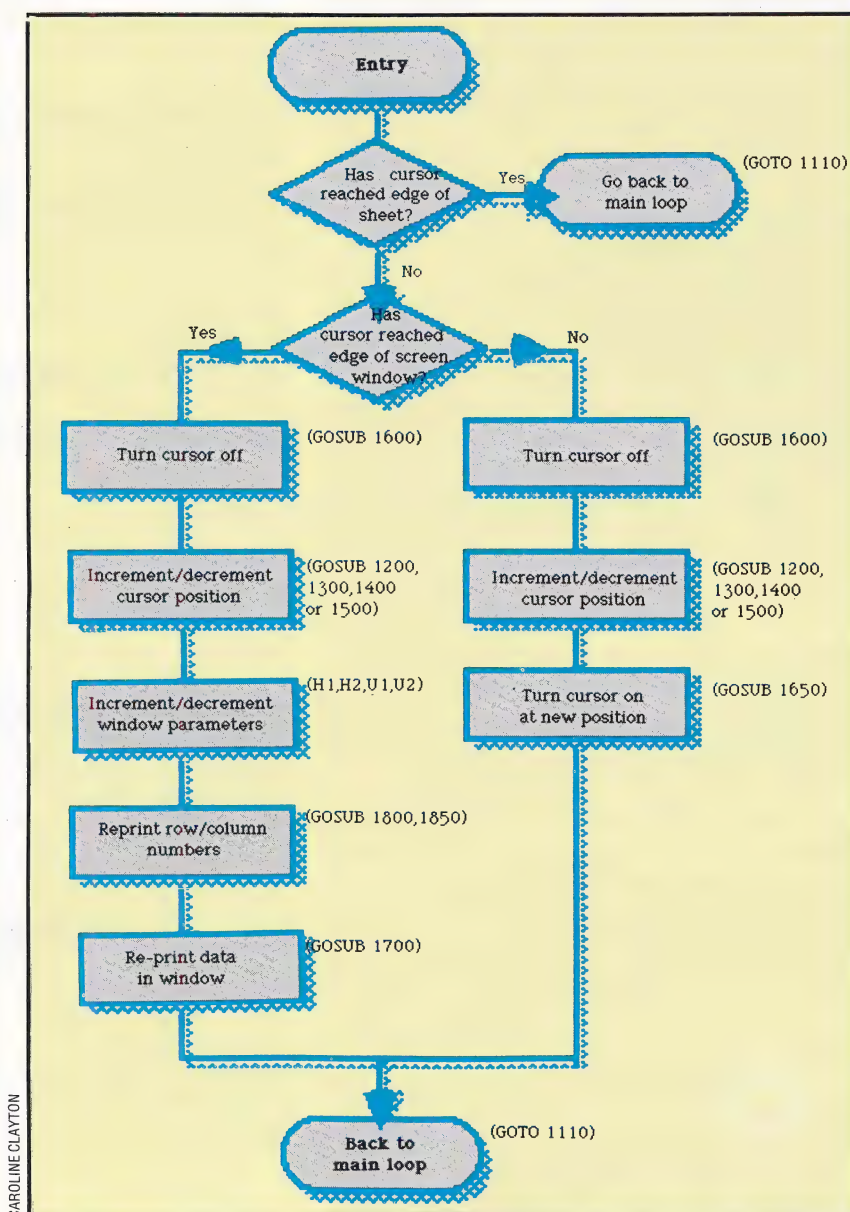 Entry
Has cursor
reached edge of
sheet?
Yes
Go back to
main loop
(GOTO 1110)
No
Has
cursor reached
edge of screen
window?
Yes
No
Turn cursor off
(GOSUB 1600)
Increment/decrement
cursor position
(GOSUB 1200,
1300,1400
or 1500)
Increment/decrement
window parameters
(H1,H2,U1,U2)
Reprint row/column
numbers
(GOSUB 1800,1850)
Re-print data
in window
(GOSUB 1700)
Turn cursor off
(GOSUB 1600)
Increment/decrement
cursor position
(GOSUB 1200,
1300,1400
or 1500)
Turn cursor on
at new position
(GOSUB 1650)
Back to
main loop
(GOTO 1110)
CAROLINE CLAYTON